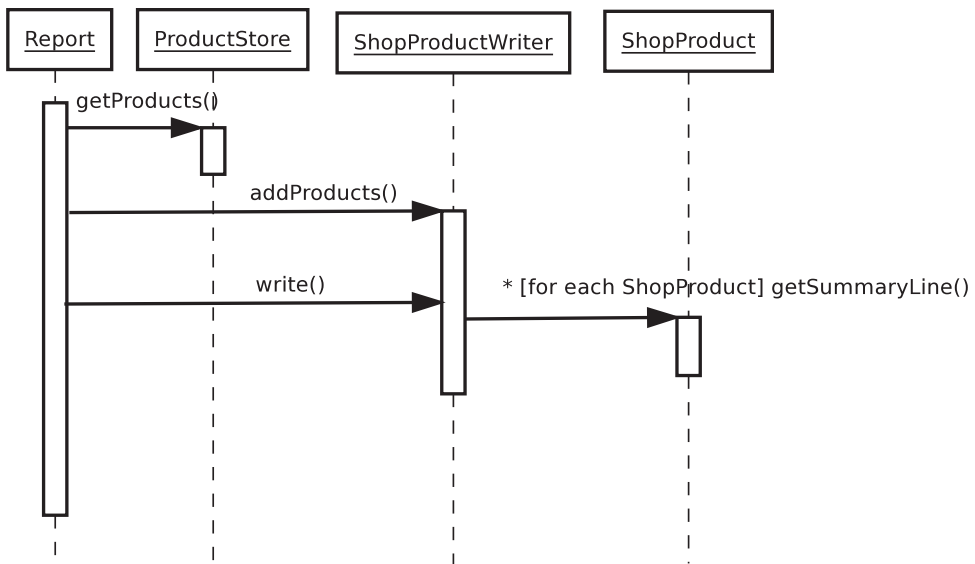 Report
ProductStore
ShopProductWriter
ShopProduct
getProducts()
addProducts()
write()
* [for each ShopProduct] getSummaryLine()